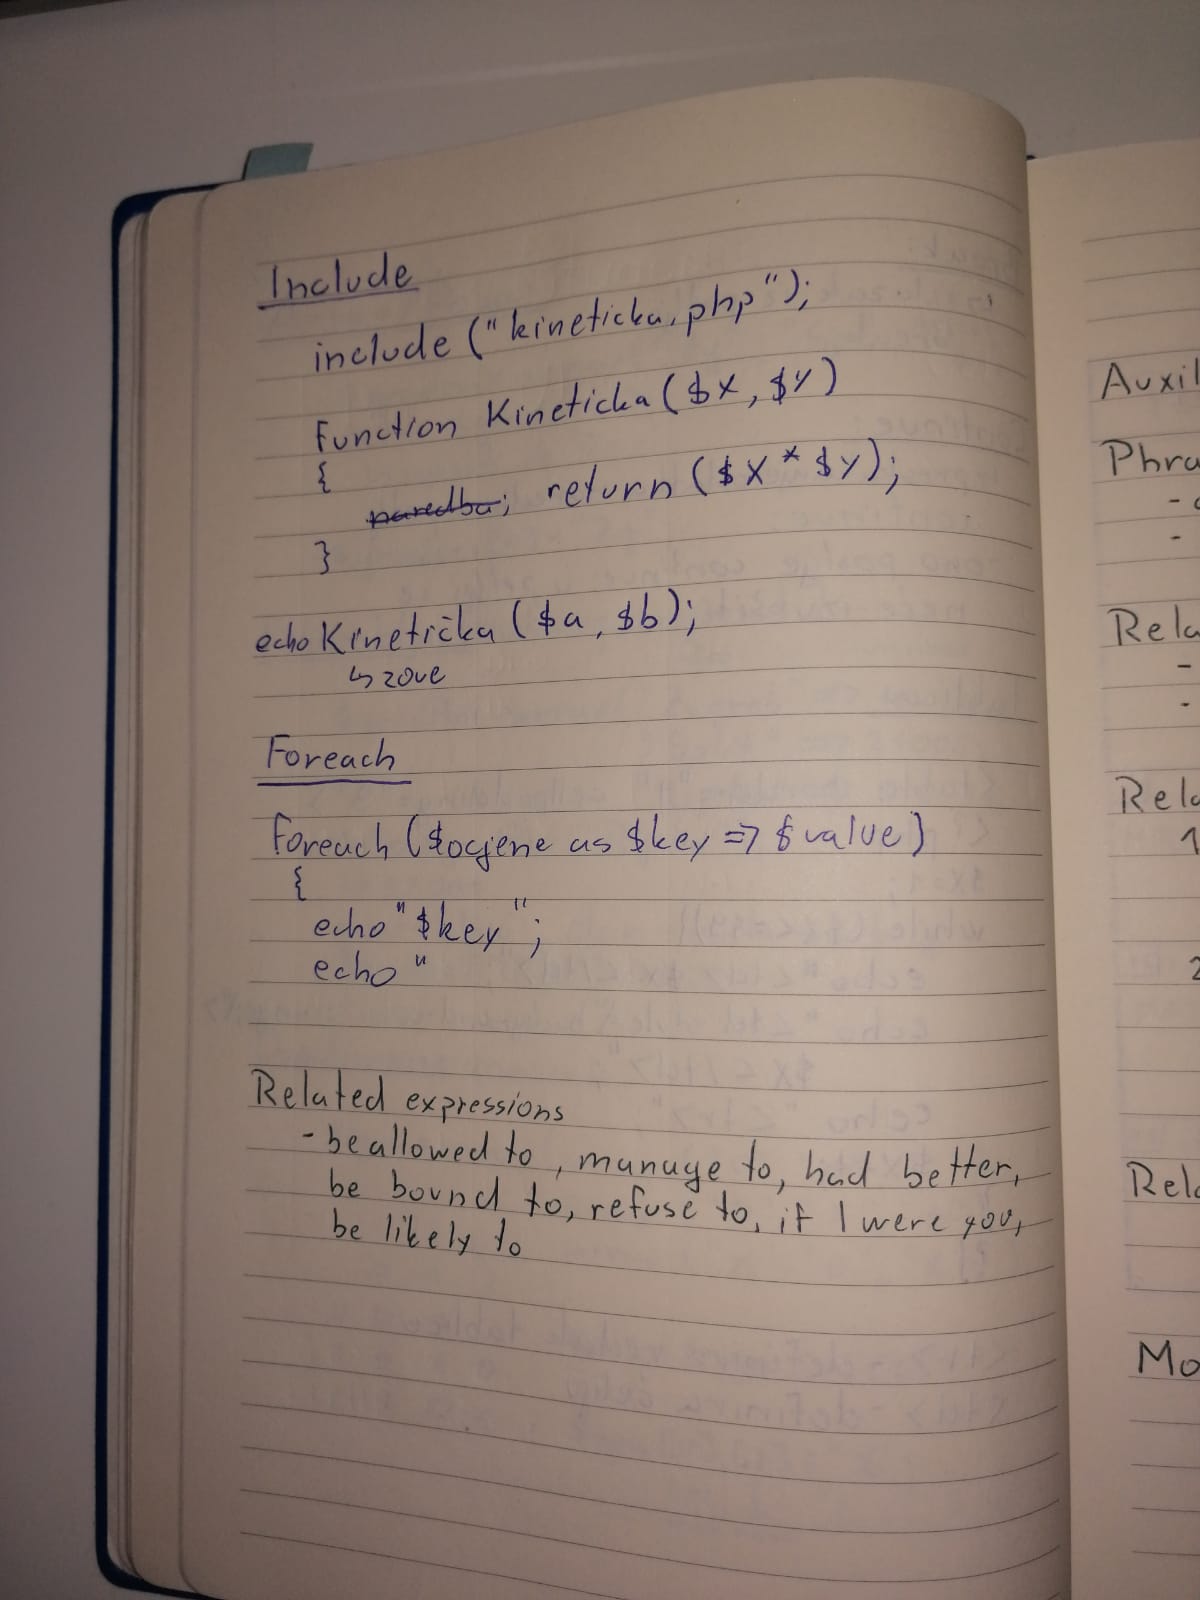 Include
include ("kineticka.php");
function Kineticka ($x, $y)
{
naredba; return ($x * $y);
}
echo Kinetička ($a, $b);
↳ zove
Foreach
foreach ($ocjene as $key => $value)
{
echo "$key";
echo "
Related expressions
- be allowed to, manage to, had better,
be bound to, refuse to, if I were you,
be likely to
Auxil
Phra
-
-
Rela
-
-
Rela
1
2
Rela
Mo